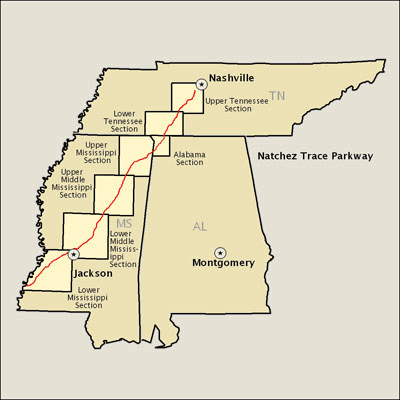 Nashville
TN
Upper Tennessee
Section
Lower
Tennessee
Section
Upper
Mississippi
Section
Alabama
Section
Natchez Trace Parkway
Upper
Middle
Mississippi
Section
MS
AL
Lower
Middle
Missis-
sippi
Section
Montgomery
Jackson
Lower
Mississippi
Section